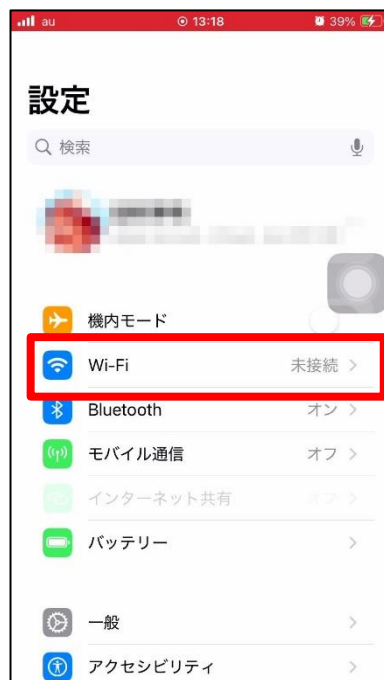 au 13:18 39%
設定
検索
機内モード
Wi-Fi 未接続
Bluetooth オン
モバイル通信 オフ
インターネット共有 オフ
バッテリー
一般
アクセシビリティ